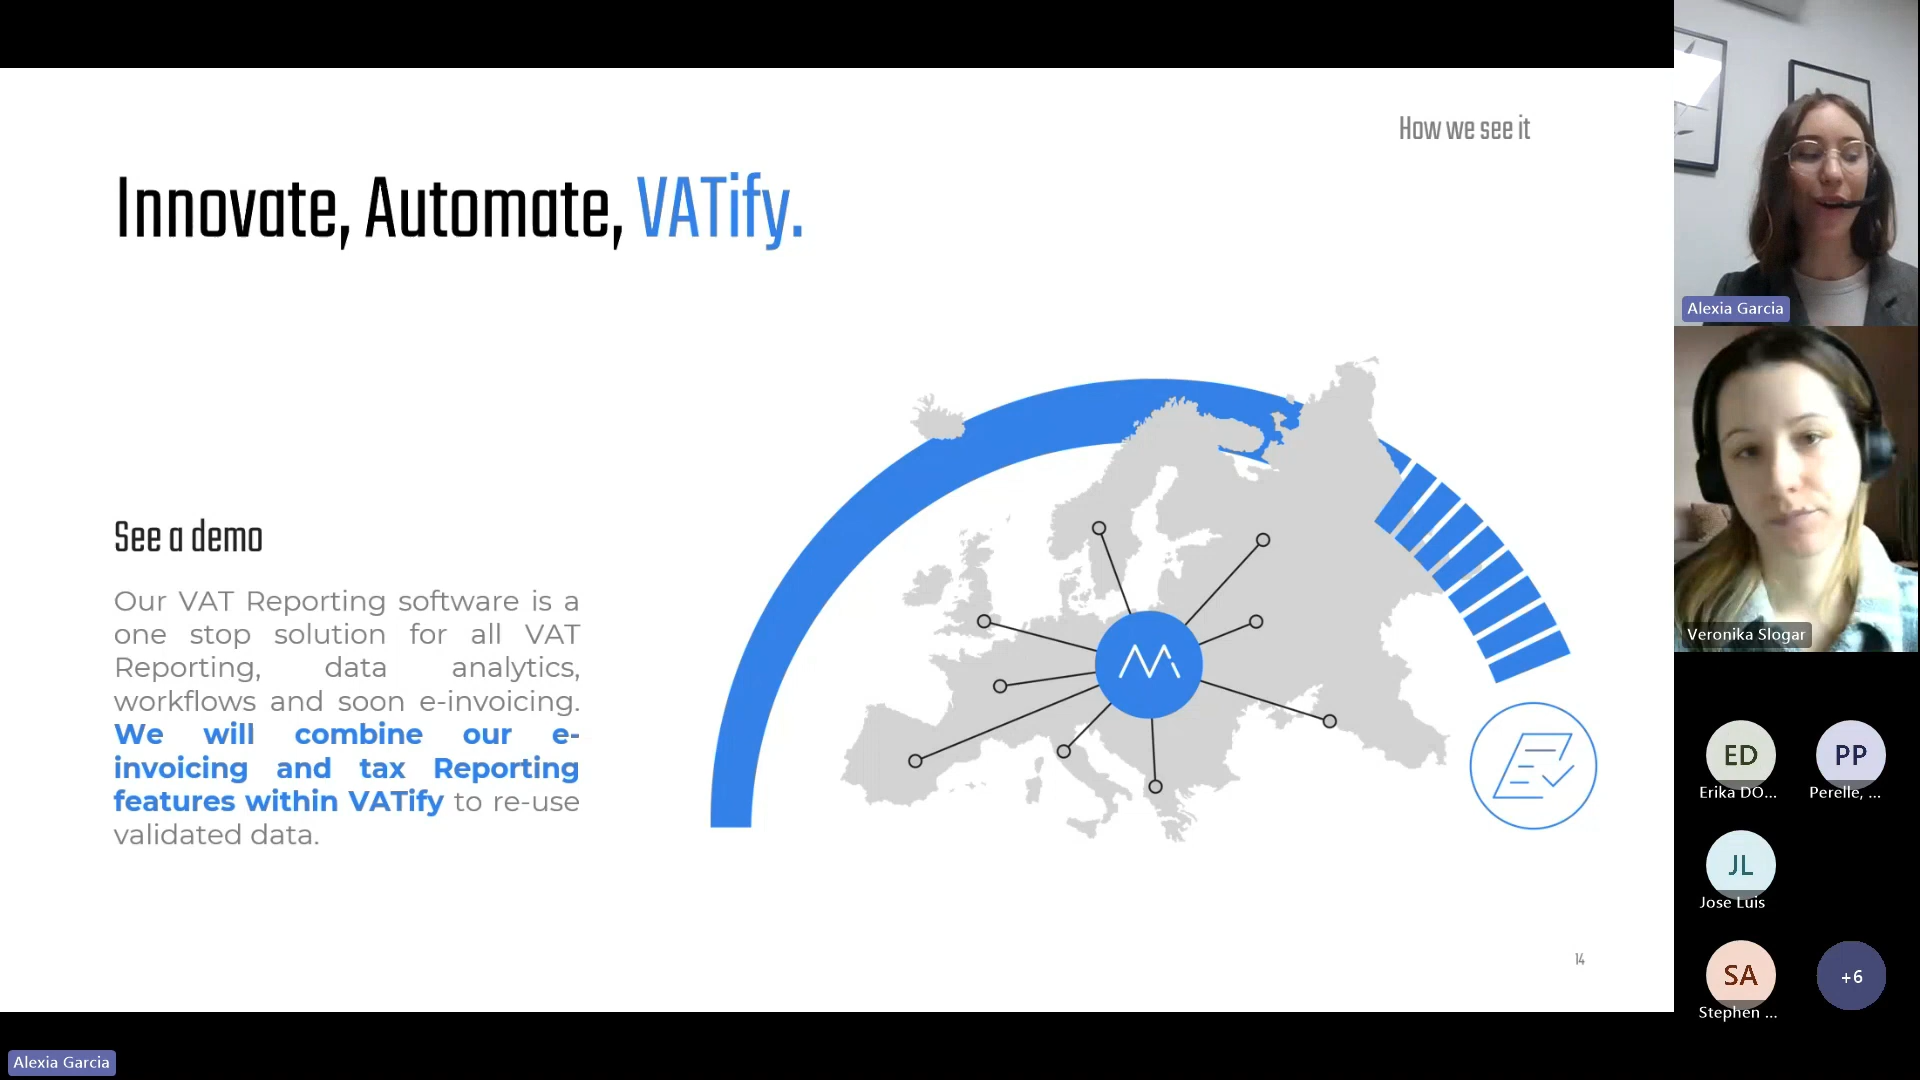 How we see it
Innovate, Automate, VATify.
See a demo
Our VAT Reporting software is a
one stop solution for all VAT
Reporting, data analytics,
workflows and soon e-invoicing.
We will combine our e-
invoicing and tax Reporting
features within VATify to re-use
validated data.
14
Alexia Garcia
Veronika Slogar
ED
Erika DO...
PP
Perelle, ...
JL
Jose Luis
SA
Stephen ...
+6
Alexia Garcia